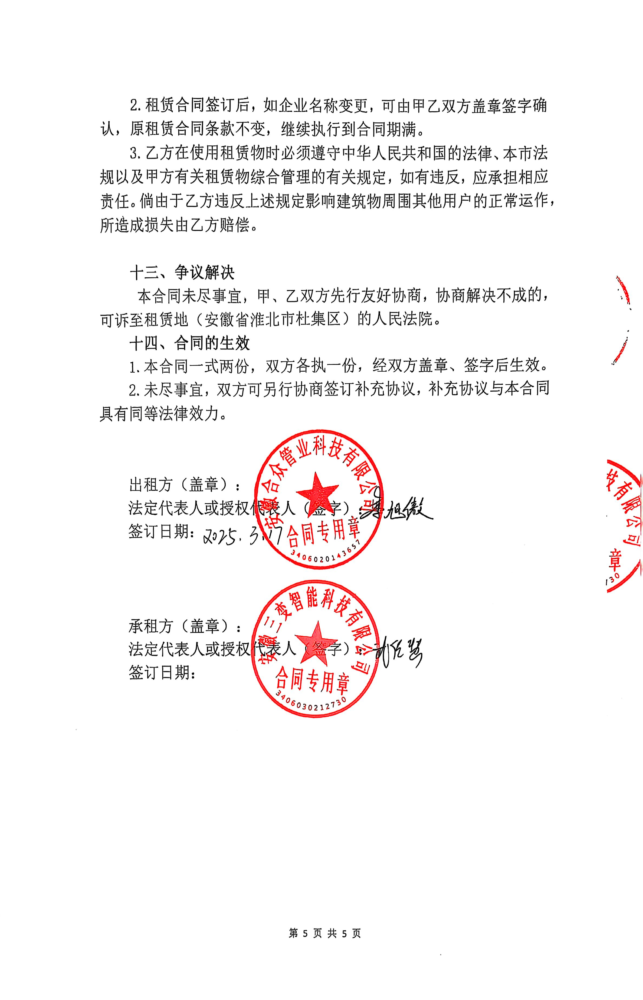 2.租赁合同签订后，如企业名称变更，可由甲乙双方盖章签字确
认，原租赁合同条款不变，继续执行到合同期满。
3.乙方在使用租赁物时必须遵守中华人民共和国的法律、本市法
规以及甲方有关租赁物综合管理的有关规定，如有违反，应承担相应
责任。倘由于乙方违反上述规定影响建筑物周围其他用户的正常运作，
所造成损失由乙方赔偿。
十三、争议解决
本合同未尽事宜，甲、乙双方先行友好协商，协商解决不成的，
可诉至租赁地（安徽省淮北市杜集区）的人民法院。
十四、合同的生效
1.本合同一式两份，双方各执一份，经双方盖章、签字后生效。
2.未尽事宜，双方可另行协商签订补充协议，补充协议与本合同
具有同等法律效力。
安徽合众管业科技有限公司
出租方（盖章）：
法定代表人或授权代表人（签字）：
签订日期：2025.3.17
合同专用章
3406020143657
技有限公司
章
730
安徽三变智能科技有限公司
承租方（盖章）：
法定代表人或授权代表人（签字）：
签订日期：
合同专用章
3406030212730
第 5 页 共 5 页